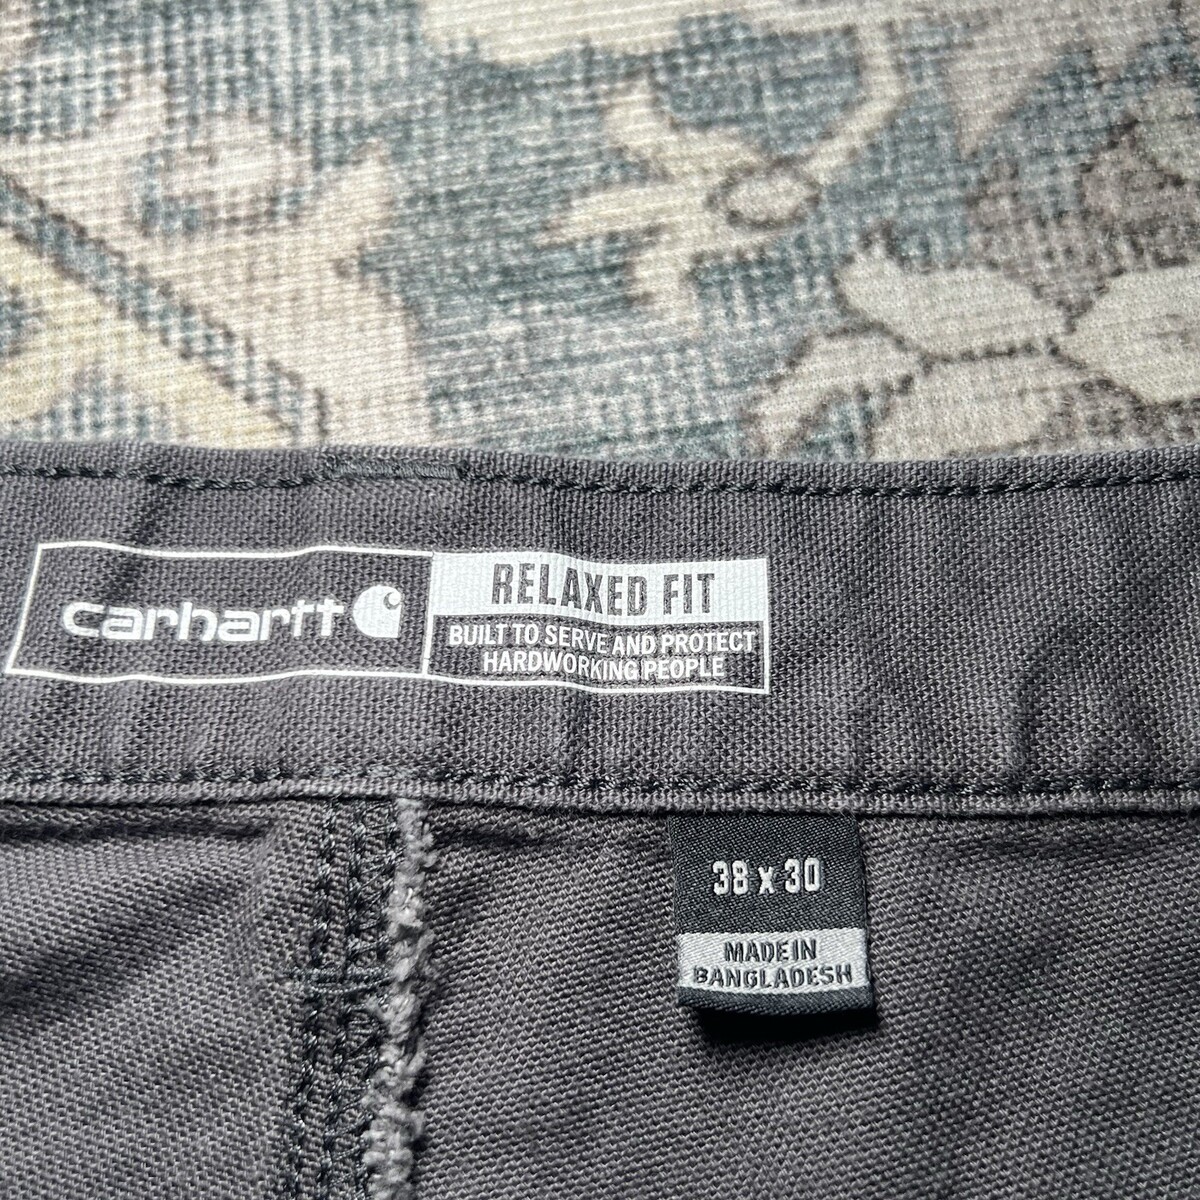 carhartt
RELAXED FIT
BUILT TO SERVE AND PROTECT
HARDWORKING PEOPLE
38 X 30
MADE IN
BANGLADESH